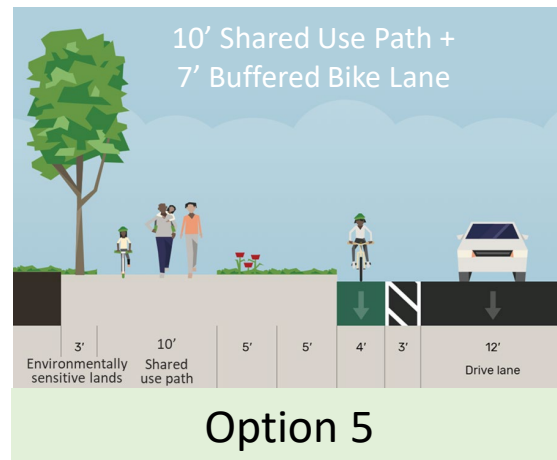 10’ Shared Use Path +
7’ Buffered Bike Lane
3’ 10’ 5’ 5’ 4’ 3’ 12’
Environmentally sensitive lands
Shared use path
Drive lane
Option 5